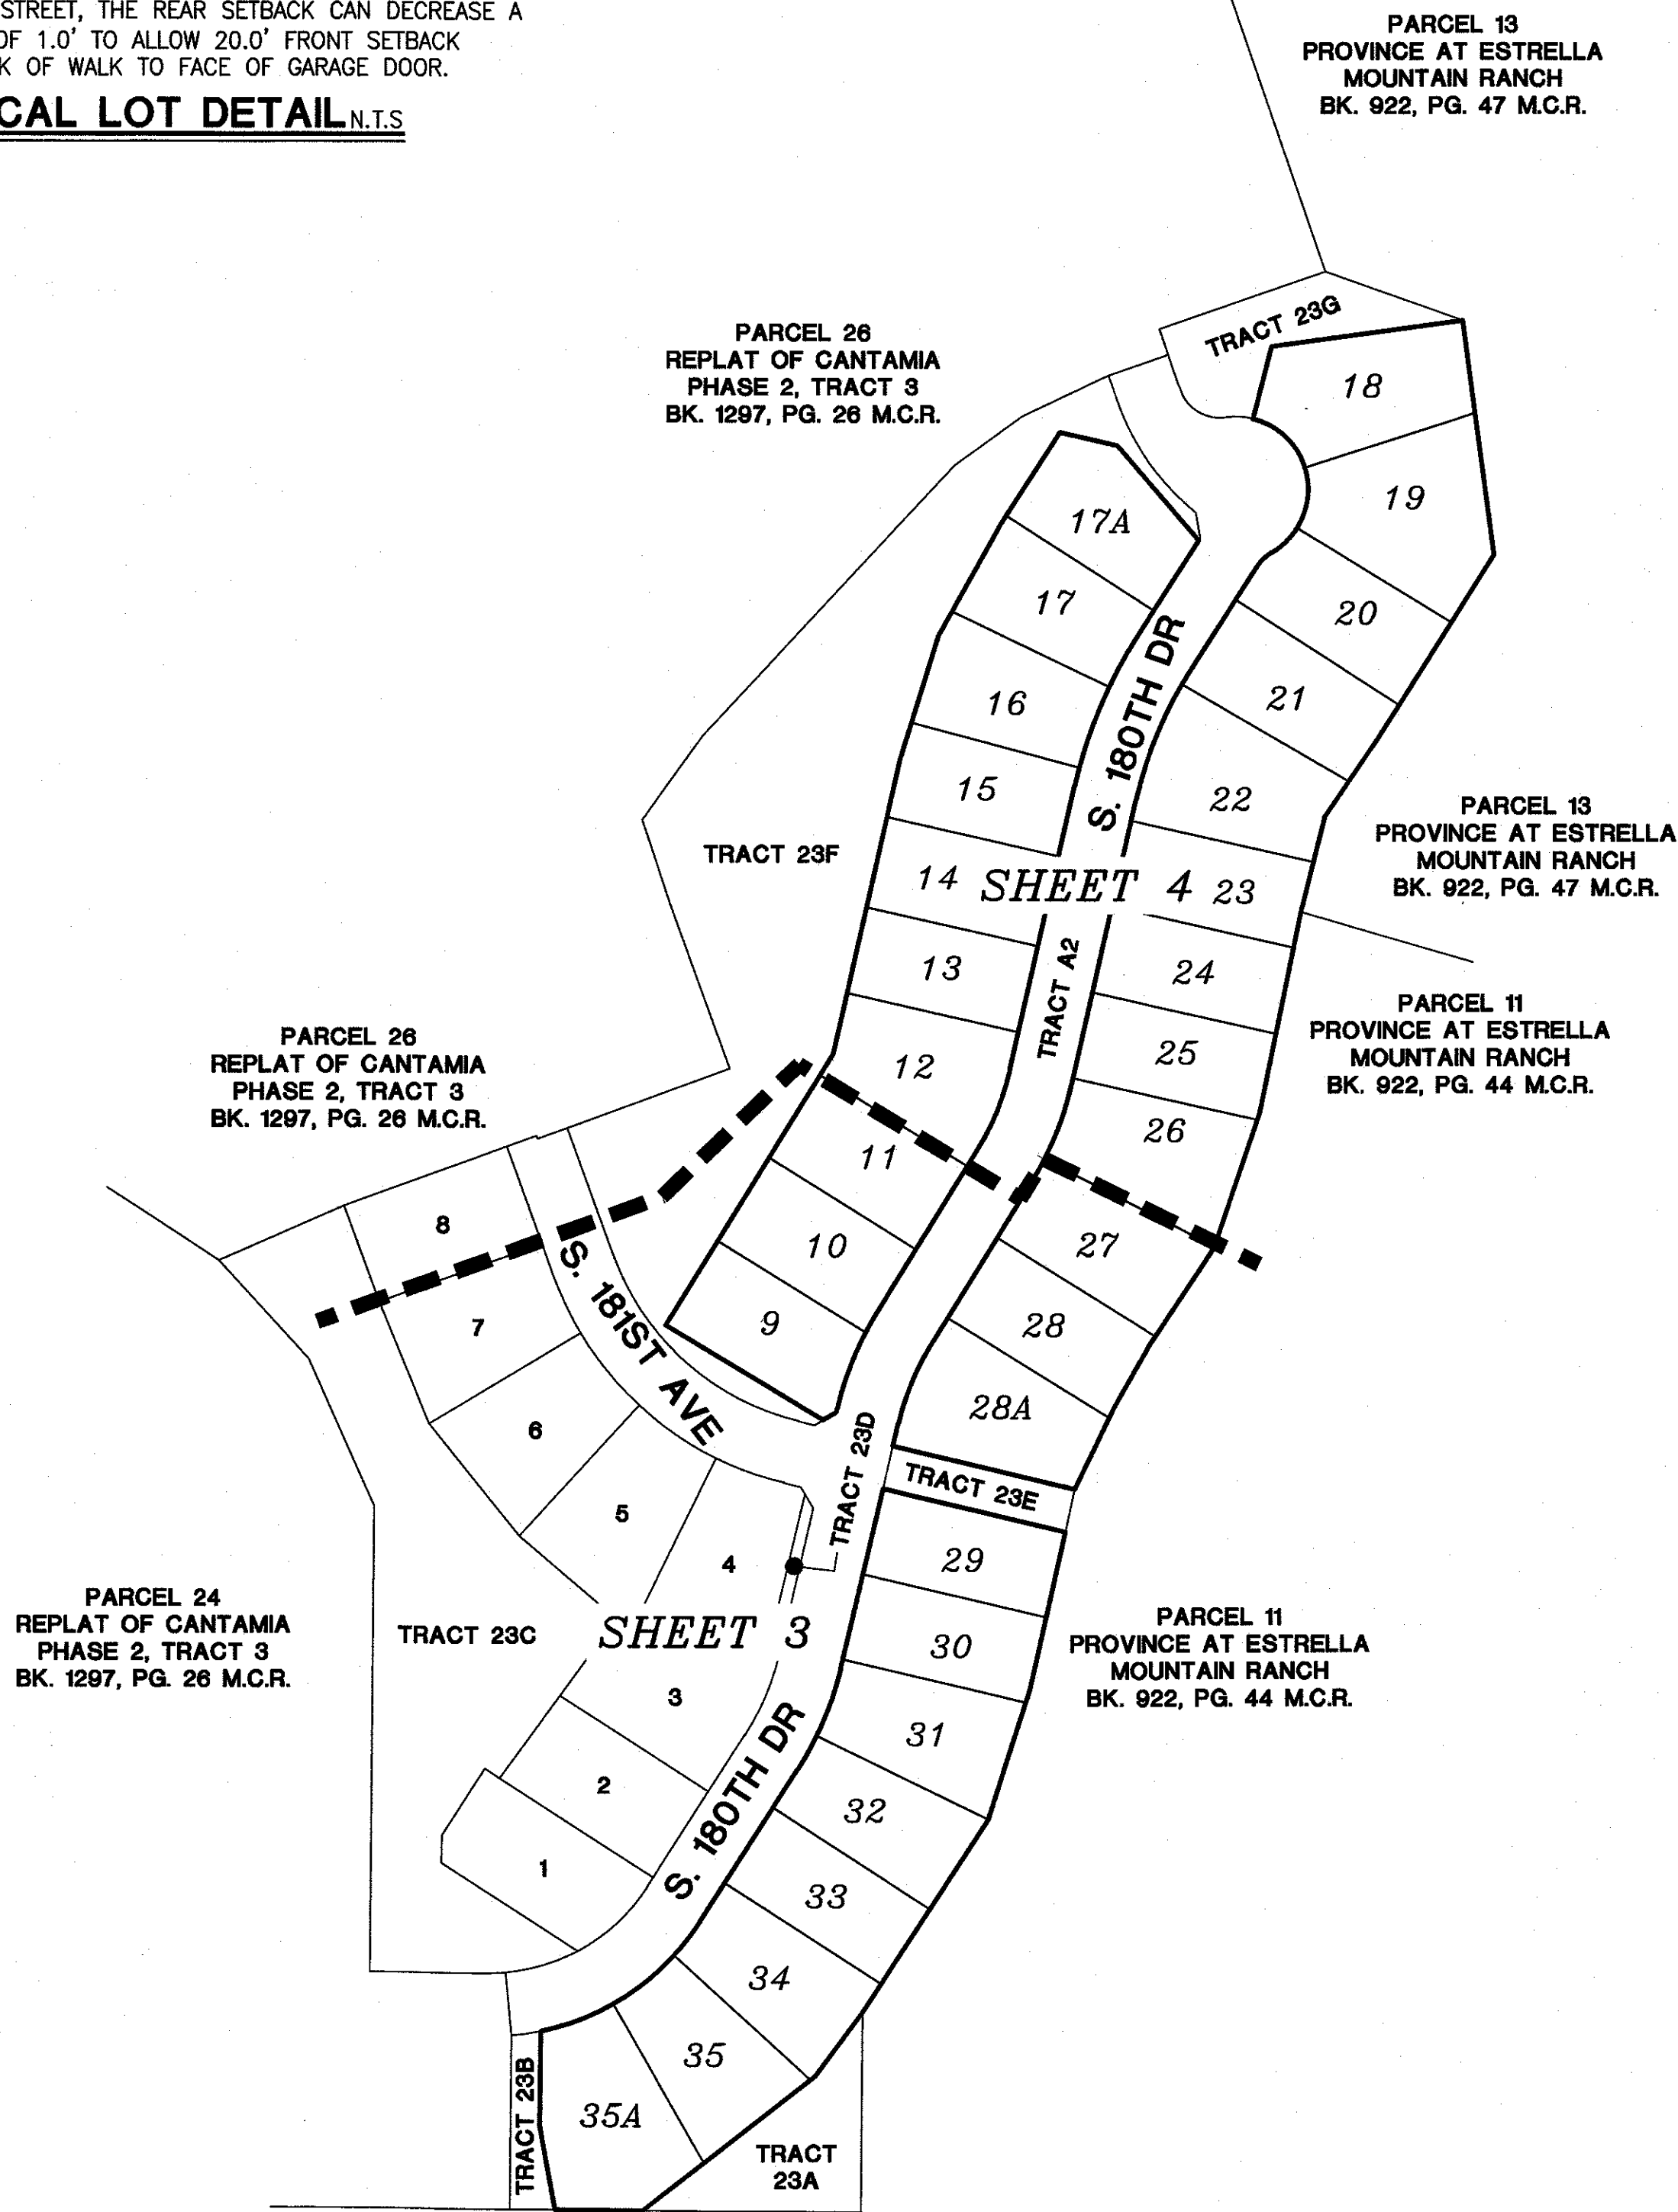 STREET, THE REAR SETBACK CAN DECREASE A
OF 1.0' TO ALLOW 20.0' FRONT SETBACK
K OF WALK TO FACE OF GARAGE DOOR.
CAL LOT DETAIL N.T.S
PARCEL 13
PROVINCE AT ESTRELLA
MOUNTAIN RANCH
BK. 922, PG. 47 M.C.R.
TRACT 23G
PARCEL 26
REPLAT OF CANTAMIA
PHASE 2, TRACT 3
BK. 1297, PG. 26 M.C.R.
18
19
17A
17
20
21
16
S. 180TH DR
15
22
PARCEL 13
PROVINCE AT ESTRELLA
MOUNTAIN RANCH
BK. 922, PG. 47 M.C.R.
TRACT 23F
14
SHEET 4
23
13
24
TRACT A2
PARCEL 11
PROVINCE AT ESTRELLA
MOUNTAIN RANCH
BK. 922, PG. 44 M.C.R.
PARCEL 26
REPLAT OF CANTAMIA
PHASE 2, TRACT 3
BK. 1297, PG. 26 M.C.R.
12
25
26
11
8
10
27
S. 181ST AVE
7
9
28
28A
6
TRACT 23D
TRACT 23E
5
4
29
PARCEL 24
REPLAT OF CANTAMIA
PHASE 2, TRACT 3
BK. 1297, PG. 26 M.C.R.
TRACT 23C
SHEET 3
30
PARCEL 11
PROVINCE AT ESTRELLA
MOUNTAIN RANCH
BK. 922, PG. 44 M.C.R.
3
31
2
S. 180TH DR
32
1
33
34
35
TRACT 23B
35A
TRACT
23A